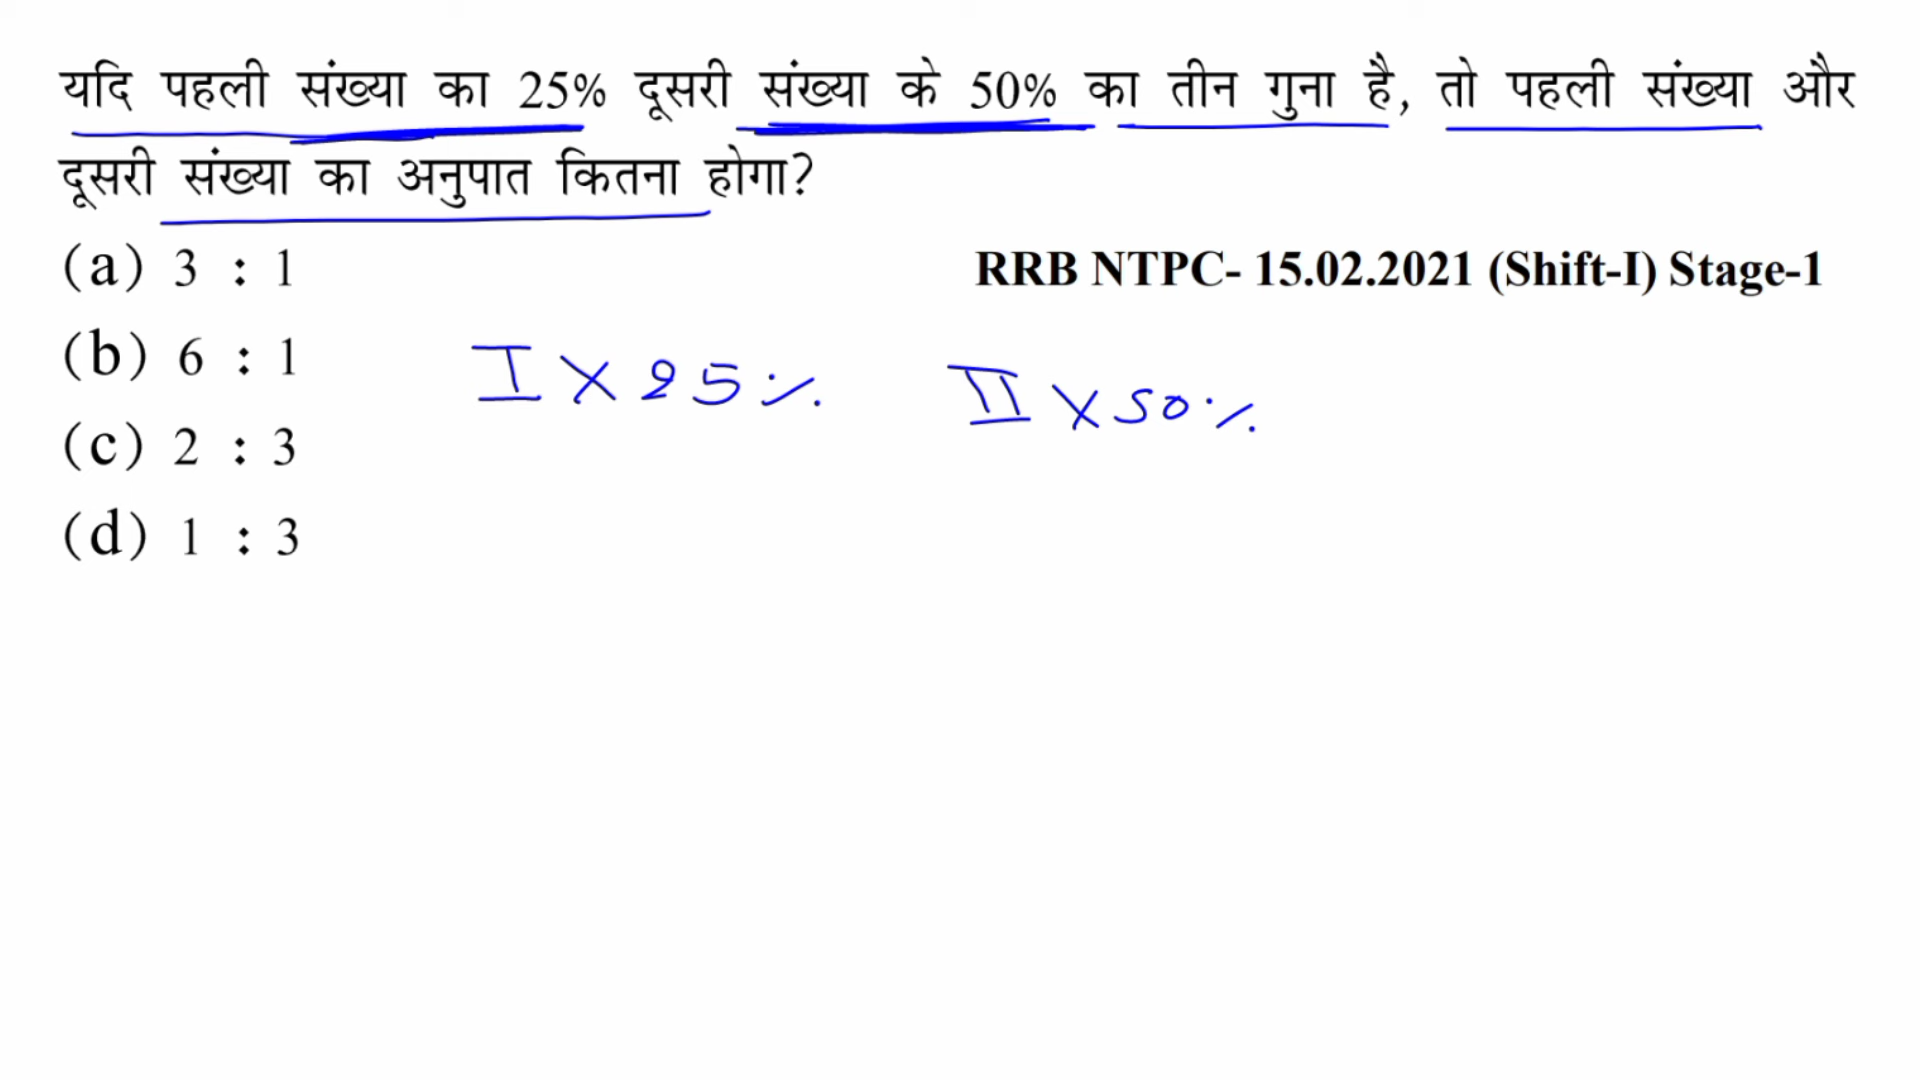 यदि पहली संख्या का 25% दूसरी संख्या के 50% का तीन गुना है, तो पहली संख्या और
दूसरी संख्या का अनुपात कितना होगा?
(a) 3 : 1
RRB NTPC- 15.02.2021 (Shift-I) Stage-1
(b) 6 : 1
I × 25% II × 50%
(c) 2 : 3
(d) 1 : 3